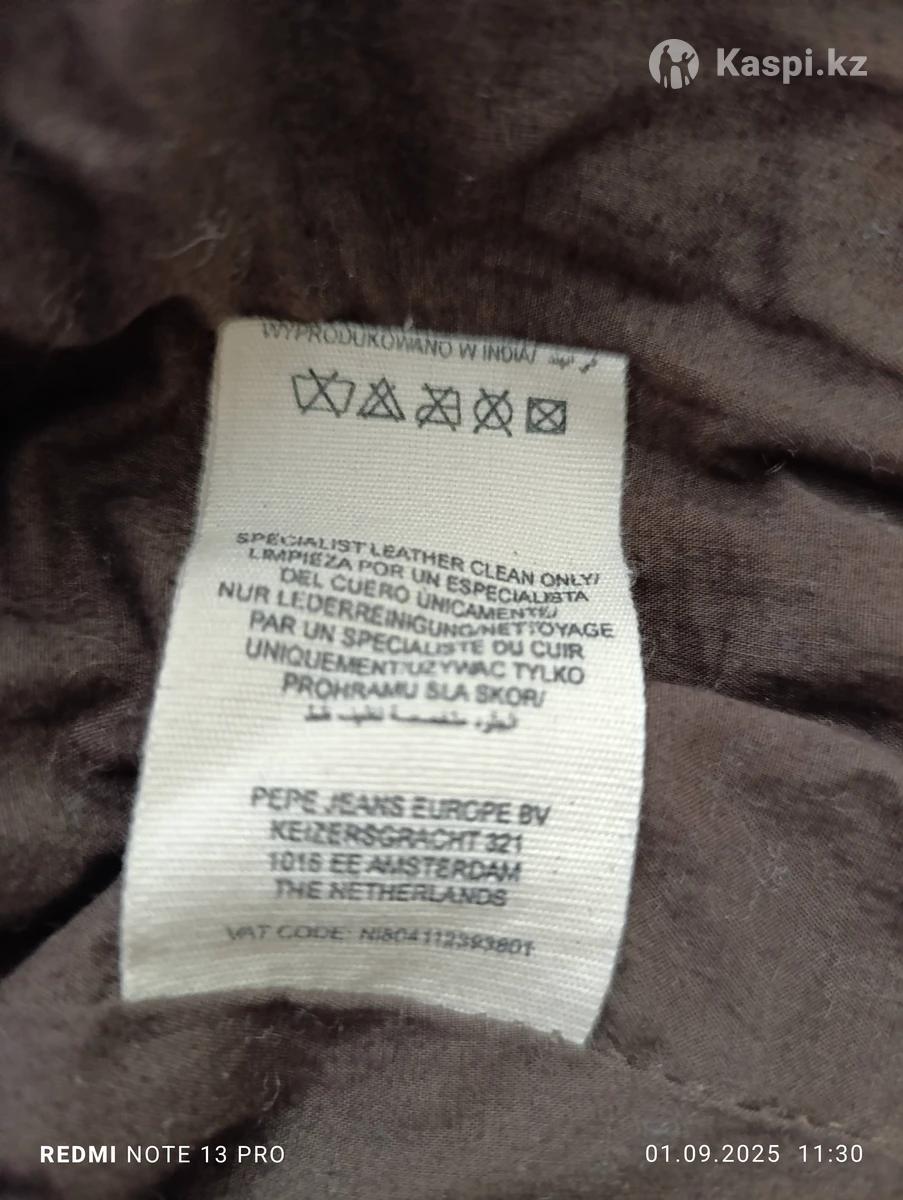 Kaspi.kz
WYPRODUKOWANO W INDIA/
SPECIALIST LEATHER CLEAN ONLY/
LIMPIEZA POR UN ESPECIALISTA
DEL CUERO ÚNICAMENTE/
NUR LEDERREINIGUNG/NETTOYAGE
PAR UN SPECIALISTE DU CUIR
UNIQUEMENT/UZYWAC TYLKO
PROHRAMU SLA SKOR/
PEPE JEANS EUROPE BV
KEIZERSGRACHT 321
1016 EE AMSTERDAM
THE NETHERLANDS
VAT CODE: Nl804112393801
REDMI NOTE 13 PRO
01.09.2025 11:30